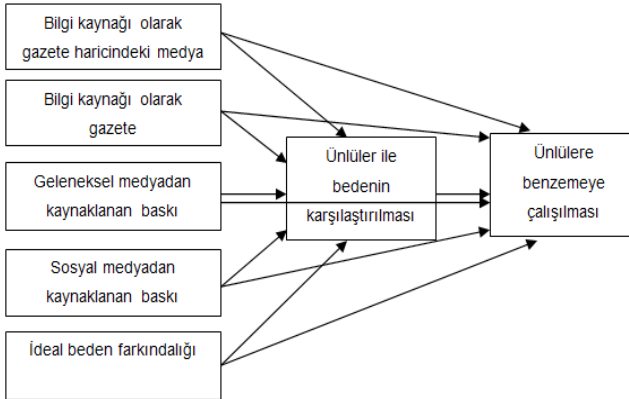 Bilgi kaynağı olarak
gazete haricindeki medya
Bilgi kaynağı olarak
gazete
Geleneksel medyadan
kaynaklanan baskı
Sosyal medyadan
kaynaklanan baskı
İdeal beden farkındalığı
Ünlüler ile
bedenin
karşılaştırılması
Ünlülere
benzemeye
çalışılması